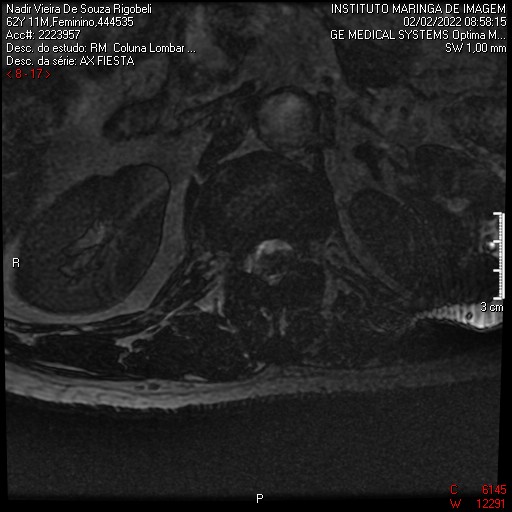 Nadir Vieira De Souza Rigobeli
62Y 11M,Feminino,444535
Acc#: 2223957
Desc. do estudo: RM Coluna Lombar ...
Desc. da série: AX FIESTA
< 8 - 17 >
INSTITUTO MARINGA DE IMAGEM
02/02/2022 08:58:15
GE MEDICAL SYSTEMS Optima M...
SW 1,00 mm
R
3 cm
P
C 6145
W 12291